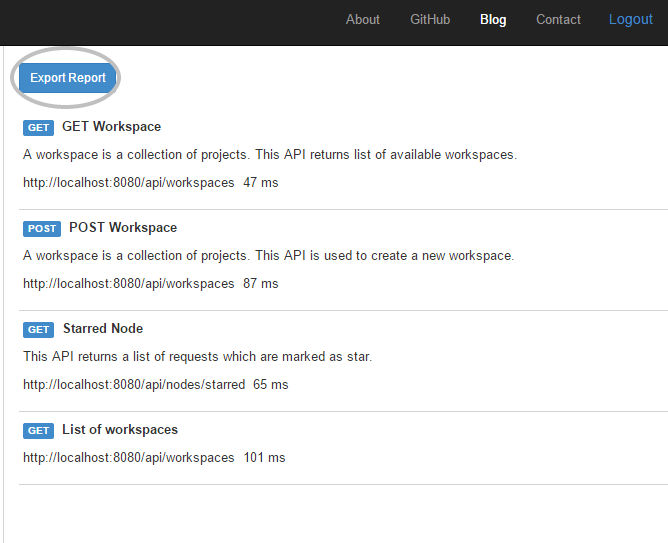 About GitHub Blog Contact Logout
Export Report
GET GET Workspace
A workspace is a collection of projects. This API returns list of available workspaces.
http://localhost:8080/api/workspaces 47 ms
POST POST Workspace
A workspace is a collection of projects. This API is used to create a new workspace.
http://localhost:8080/api/workspaces 87 ms
GET Starred Node
This API returns a list of requests which are marked as star.
http://localhost:8080/api/nodes/starred 65 ms
GET List of workspaces
http://localhost:8080/api/workspaces 101 ms